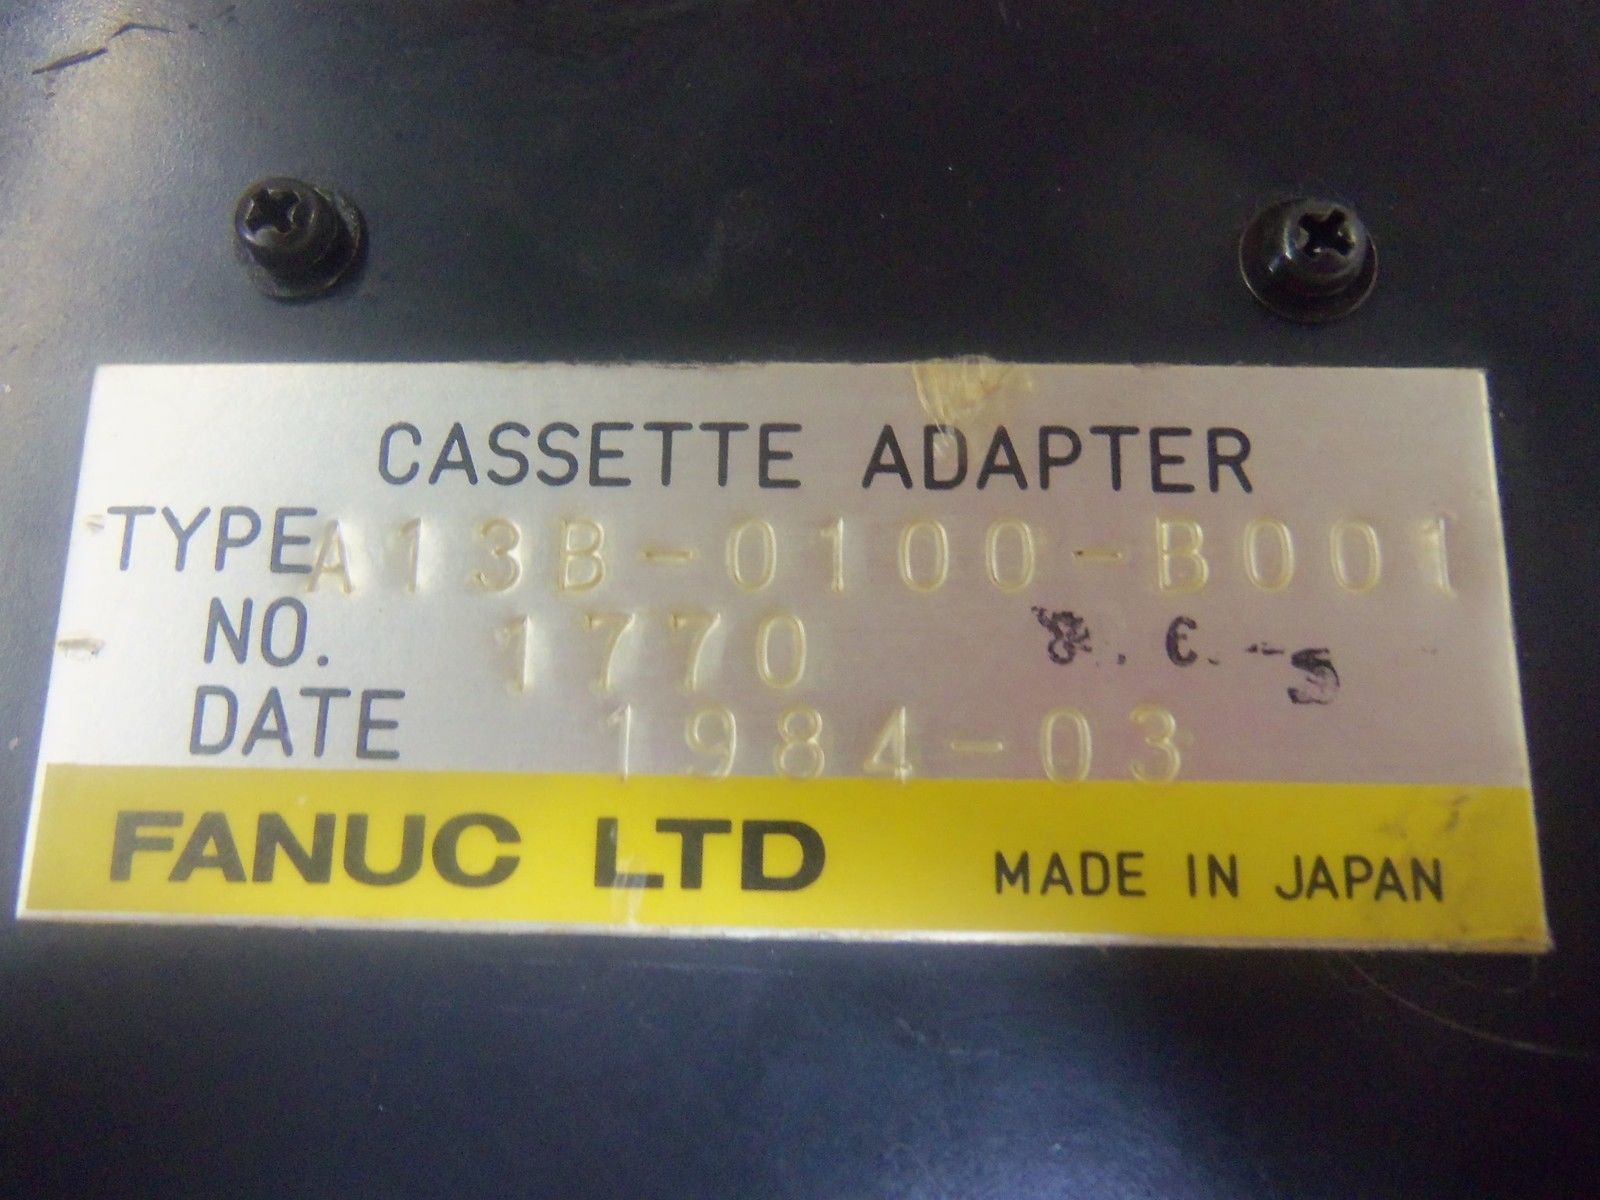 CASSETTE ADAPTER
TYPE A13B-0100-B001
NO. 1770
DATE 1984-03
FANUC LTD MADE IN JAPAN